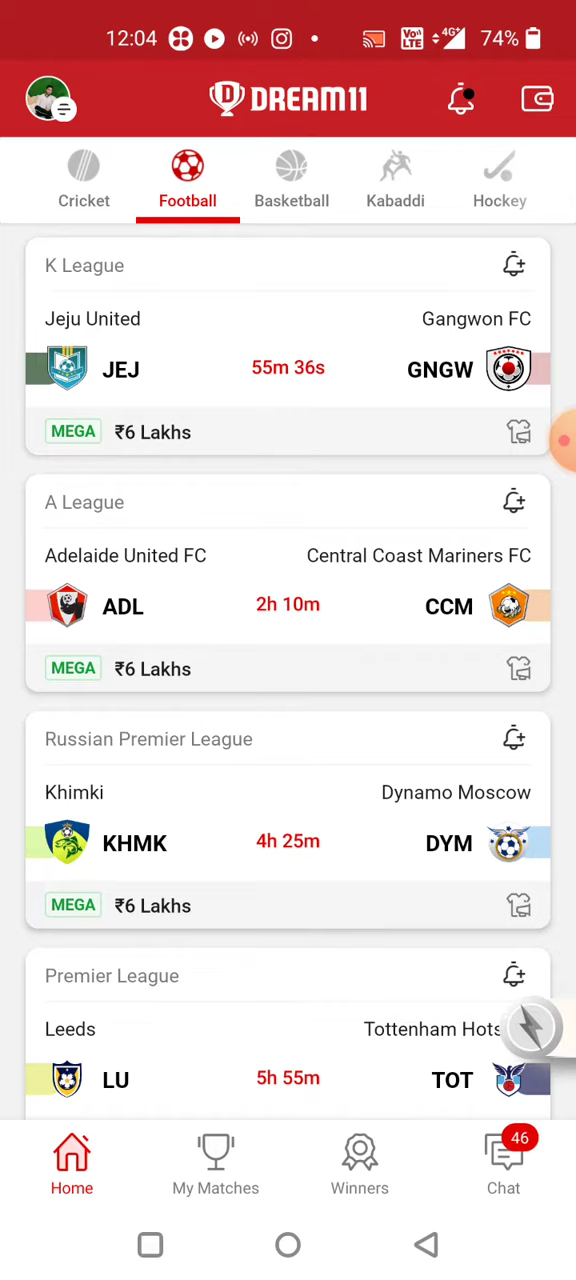 12:04 Vo LTE 4G+ 74%
DREAM11
Cricket Football Basketball Kabaddi Hockey
K League
Jeju United Gangwon FC
JEJ 55m 36s GNGW
MEGA ₹6 Lakhs
A League
Adelaide United FC Central Coast Mariners FC
ADL 2h 10m CCM
MEGA ₹6 Lakhs
Russian Premier League
Khimki Dynamo Moscow
KHMK 4h 25m DYM
MEGA ₹6 Lakhs
Premier League
Leeds Tottenham Hots
LU 5h 55m TOT
46
Home My Matches Winners Chat